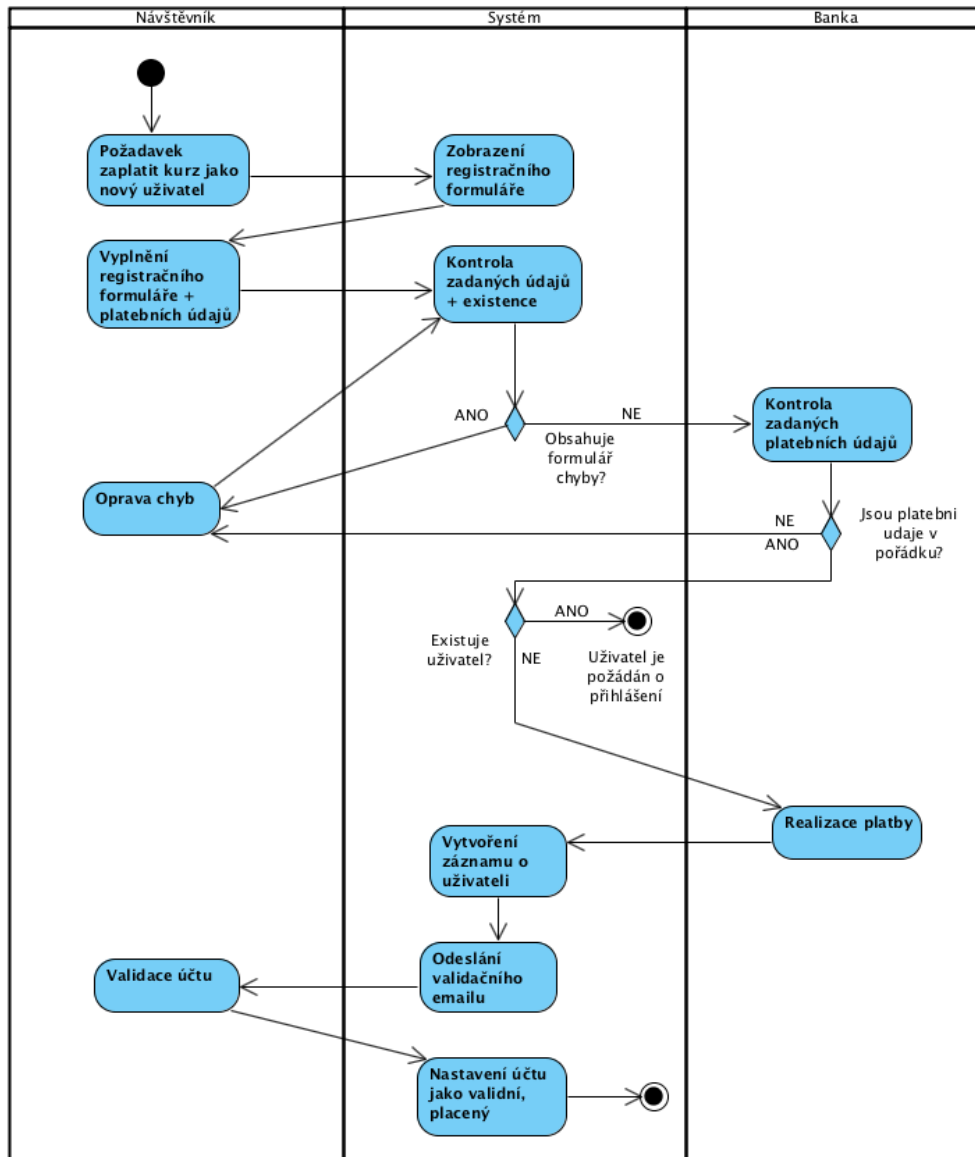 Návštěvník
Systém
Banka
Požadavek
zaplatit kurz jako
nový uživatel
Zobrazení
registračního
formuláře
Vyplnění
registračního
formuláře +
platebních údajů
Kontrola
zadaných údajů
+ existence
ANO
NE
Obsahuje
formulář
chyby?
Kontrola
zadaných
platebních údajů
Oprava chyb
NE
ANO
Jsou platebni
udaje v
pořádku?
Existuje
uživatel?
ANO
NE
Uživatel je
požádán o
přihlášení
Realizace platby
Vytvoření
záznamu o
uživateli
Odeslání
validačního
emailu
Validace účtu
Nastavení účtu
jako validní,
placený